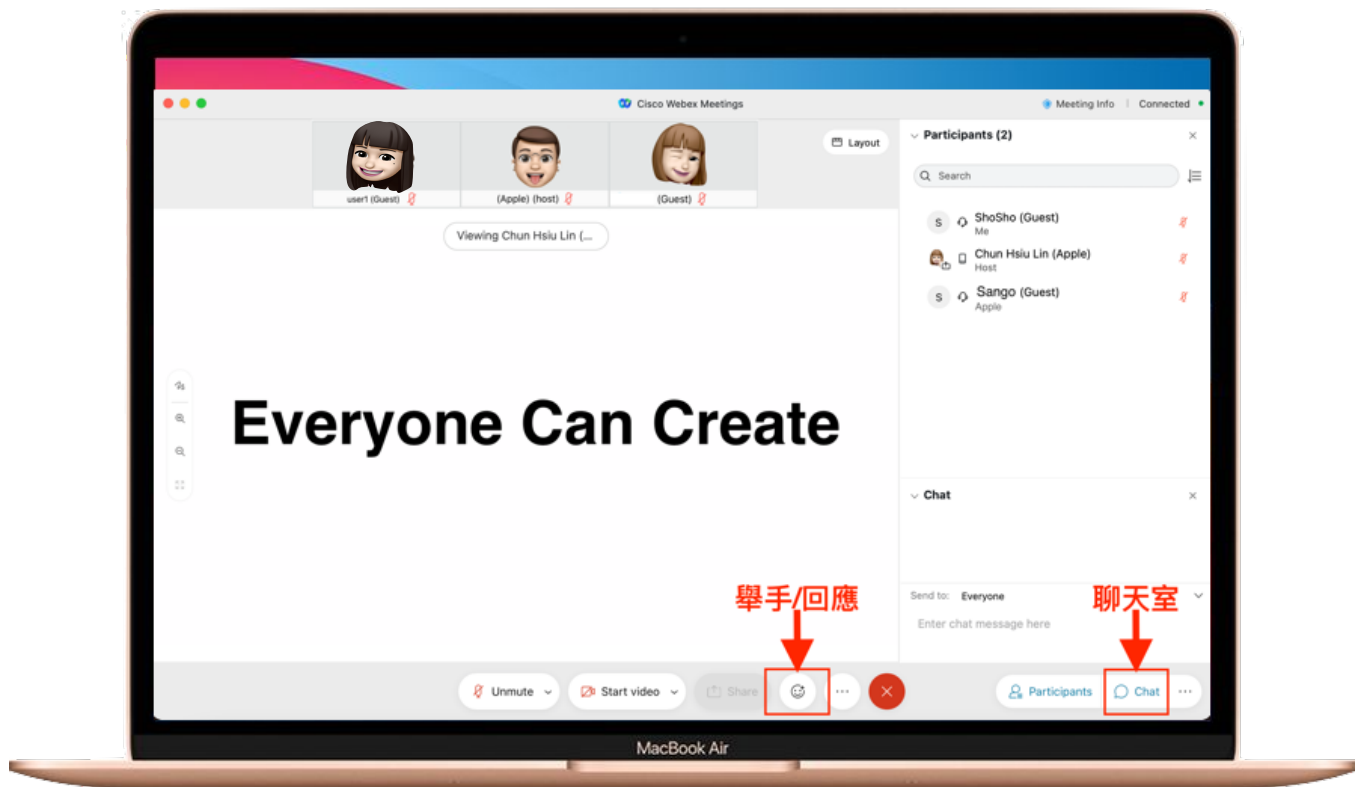 Cisco Webex Meetings
Meeting Info
Connected
Layout
user1 (Guest)
(Apple) (host)
(Guest)
Viewing Chun Hsiu Lin (...
Participants (2)
Search
S
ShoSho (Guest)
Me
Chun Hsiu Lin (Apple)
Host
S
Sango (Guest)
Apple
Everyone Can Create
Chat
舉手/回應
聊天室
Send to: Everyone
Enter chat message here
Unmute
Start video
Share
Participants
Chat
MacBook Air